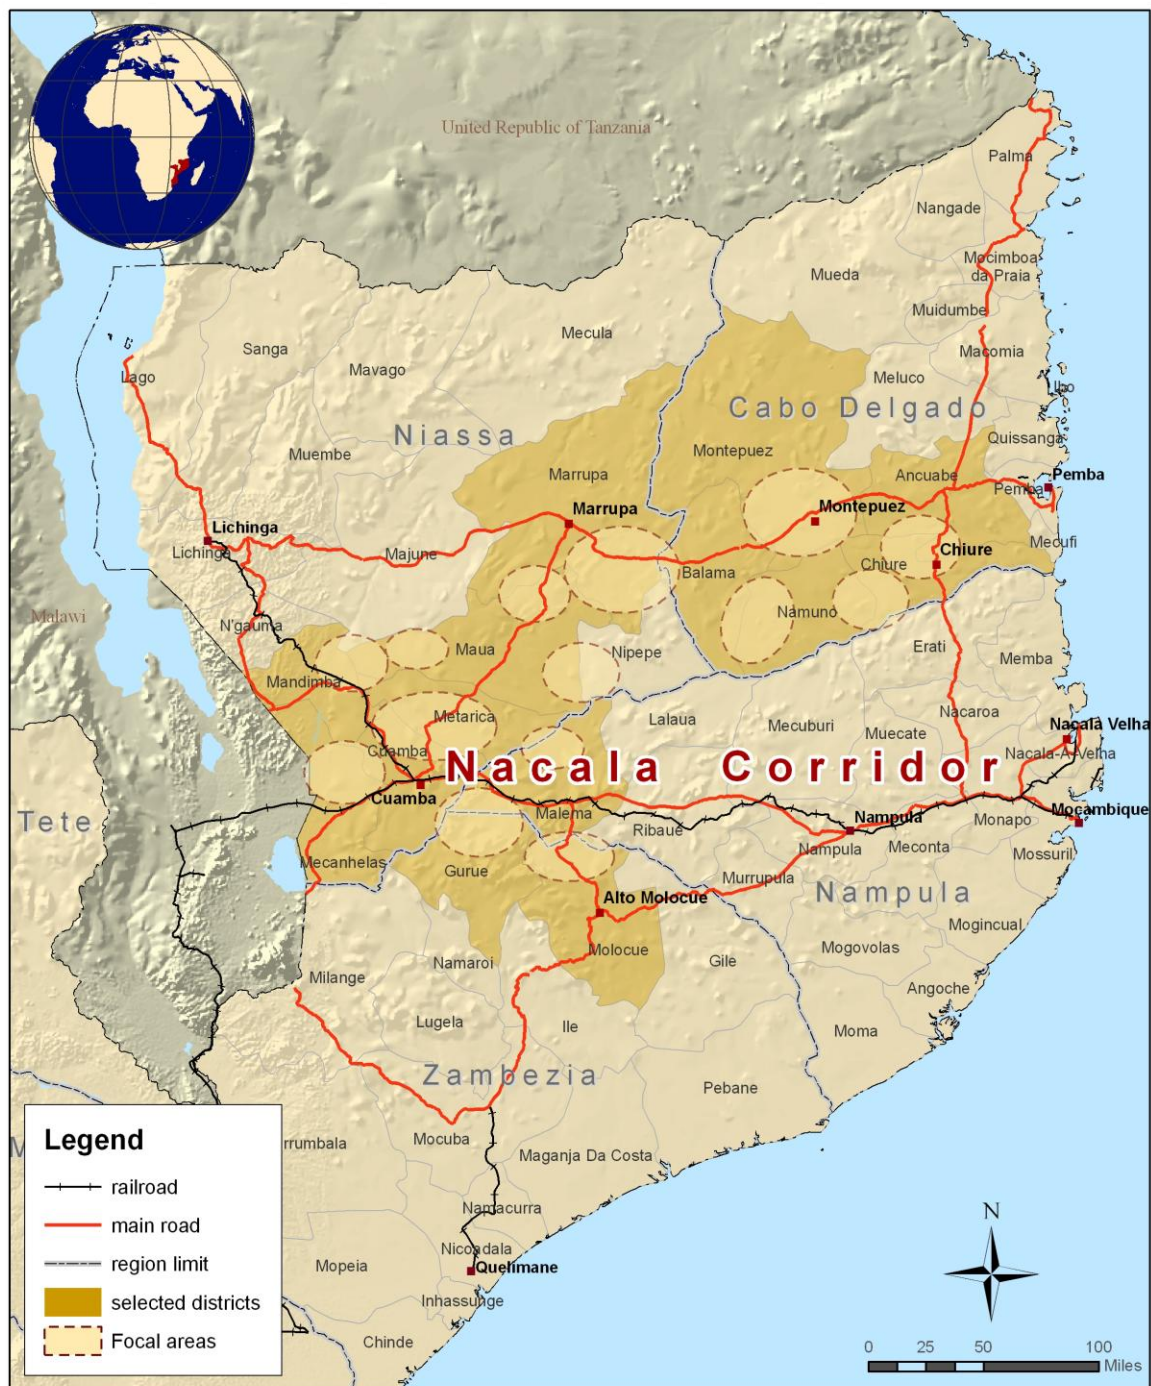 United Republic of Tanzania
Palma
Nangade
Mocimboa
da Praia
Mueda
Muidumbe
Mecula
Sanga
Macomia
Mavago
Lago
Meluco
Ibo
Cabo Delgado
Niassa
Quissanga
Muembe
Montepuez
Marrupa
Ancuabe
Pemba
Pemba
Marrupa
Montepuez
Lichinga
Lichinga
Majune
Mecufi
Chiure
Chiure
Balama
Malawi
N'gauma
Namuno
Maua
Nipepe
Erati
Memba
Mandimba
Metarica
Lalaua
Mecuburi
Nacaroa
Muecate
Nacala Velha
Cuamba
Nacala-A-Velha
Nacala Corridor
Cuamba
Moçambique
Tete
Malema
Nampula
Monapo
Ribaue
Nampula
Meconta
Mossuril
Mecanhelas
Gurue
Murrupula
Nampula
Alto Molocue
Mogincual
Molocue
Mogovolas
Namaroi
Gile
Milange
Angoche
Lugela
Ile
Moma
Zambezia
Pebane
M
rrumbala
Mocuba
Maganja Da Costa
Namacurra
Nicoadala
Mopeia
Quelimane
Inhassunge
Chinde
Legend
railroad
main road
region limit
selected districts
Focal areas
N
0 25 50 100
Miles